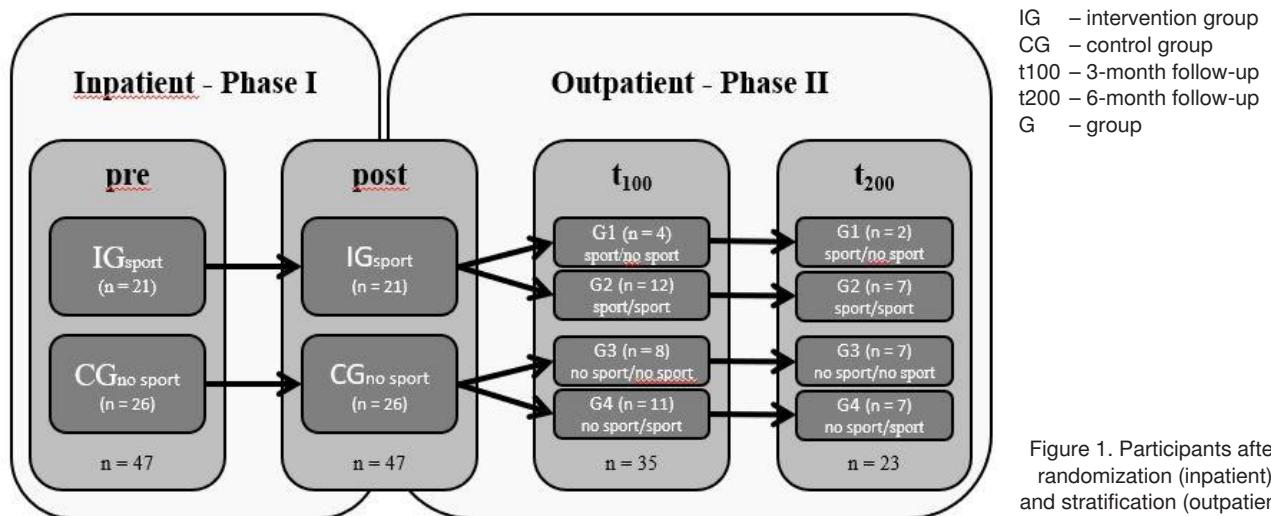 Inpatient - Phase I
Outpatient - Phase II
pre
IGsport
(n = 21)
CGno sport
(n = 26)
n = 47
post
IGsport
(n = 21)
CGno sport
(n = 26)
n = 47
t100
G1 (n = 4)
sport/no sport
G2 (n = 12)
sport/sport
G3 (n = 8)
no sport/no sport
G4 (n = 11)
no sport/sport
n = 35
t200
G1 (n = 2)
sport/no sport
G2 (n = 7)
sport/sport
G3 (n = 7)
no sport/no sport
G4 (n = 7)
no sport/sport
n = 23
IG – intervention group
CG – control group
t100 – 3-month follow-up
t200 – 6-month follow-up
G – group
Figure 1. Participants afte
randomization (inpatient)
and stratification (outpatien